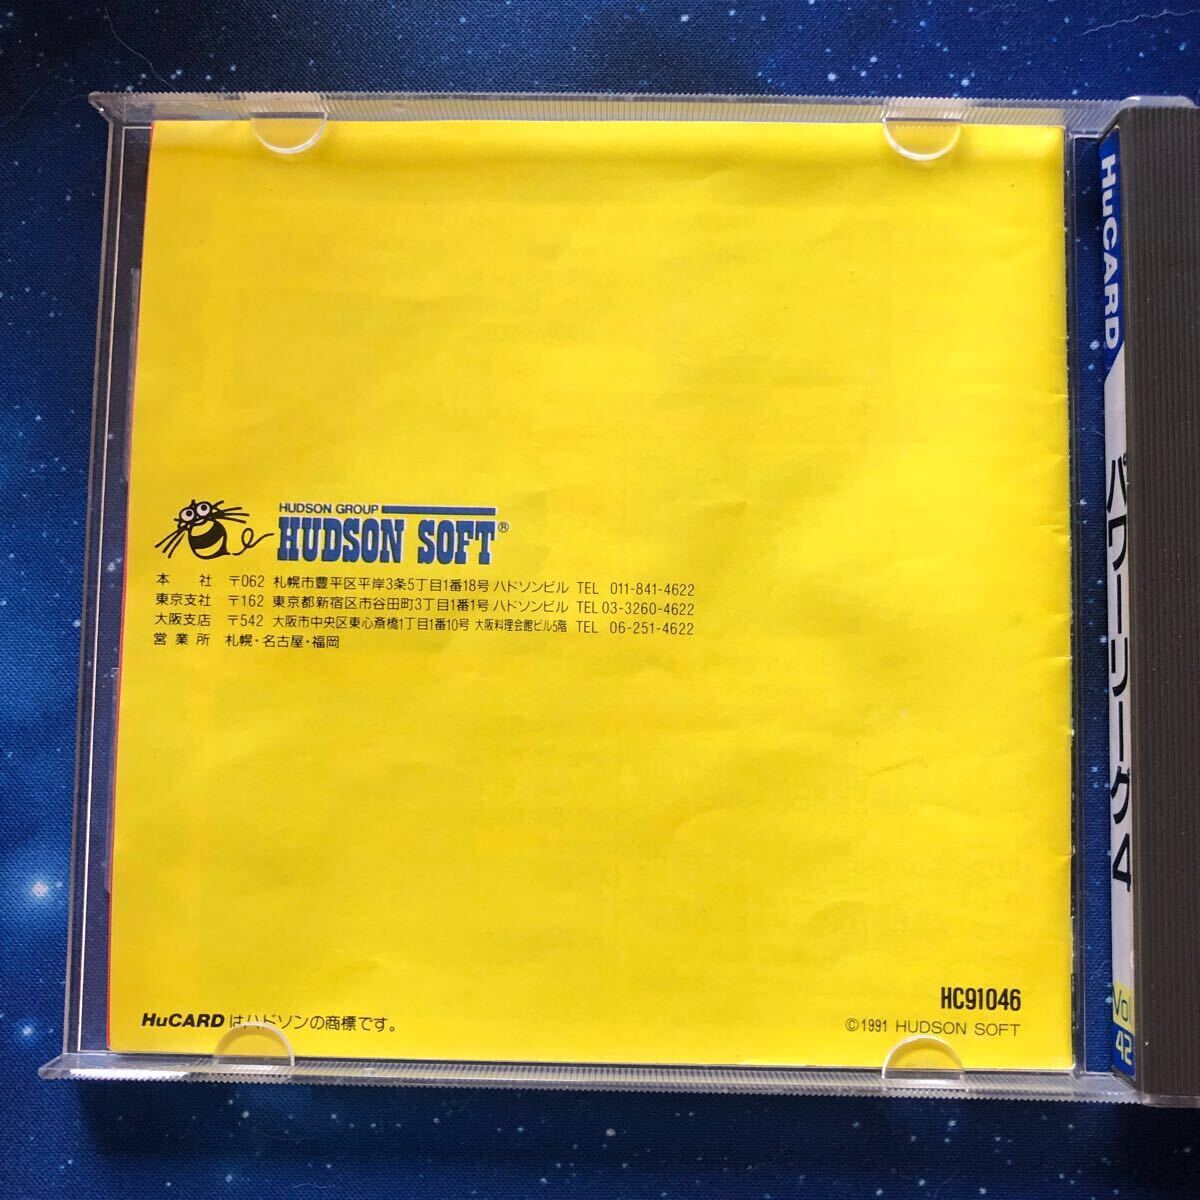 HUDSON GROUP
HUDSON SOFT®
本 社 〒062 札幌市豊平区平岸3条5丁目1番18号 ハドソンビル TEL 011-841-4622
東京支社 〒162 東京都新宿区市谷田町3丁目1番1号 ハドソンビル TEL 03-3260-4622
大阪支店 〒542 大阪市中央区東心斎橋1丁目1番10号 大阪料理会館ビル5階 TEL 06-251-4622
営業所 札幌・名古屋・福岡
HC91046
HuCARDはハドソンの商標です。
©1991 HUDSON SOFT
HuCARD
パワーリーグ4
Vol
42